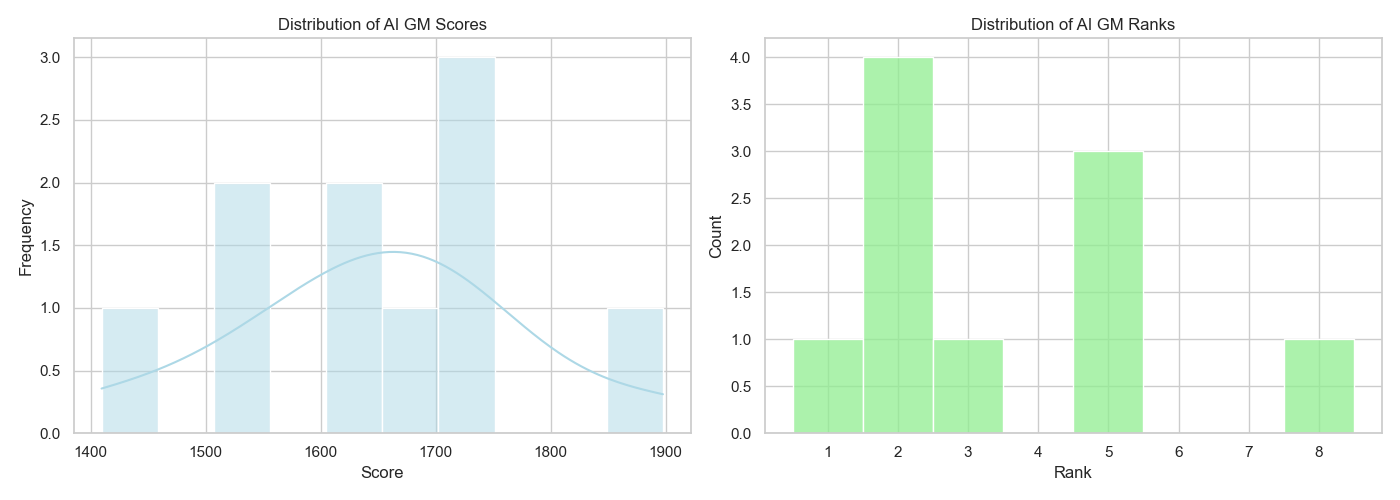 Distribution of AI GM Scores
Frequency
3.0
2.5
2.0
1.5
1.0
0.5
0.0
1400 1500 1600 1700 1800 1900
Score
Distribution of AI GM Ranks
Count
4.0
3.5
3.0
2.5
2.0
1.5
1.0
0.5
0.0
1 2 3 4 5 6 7 8
Rank